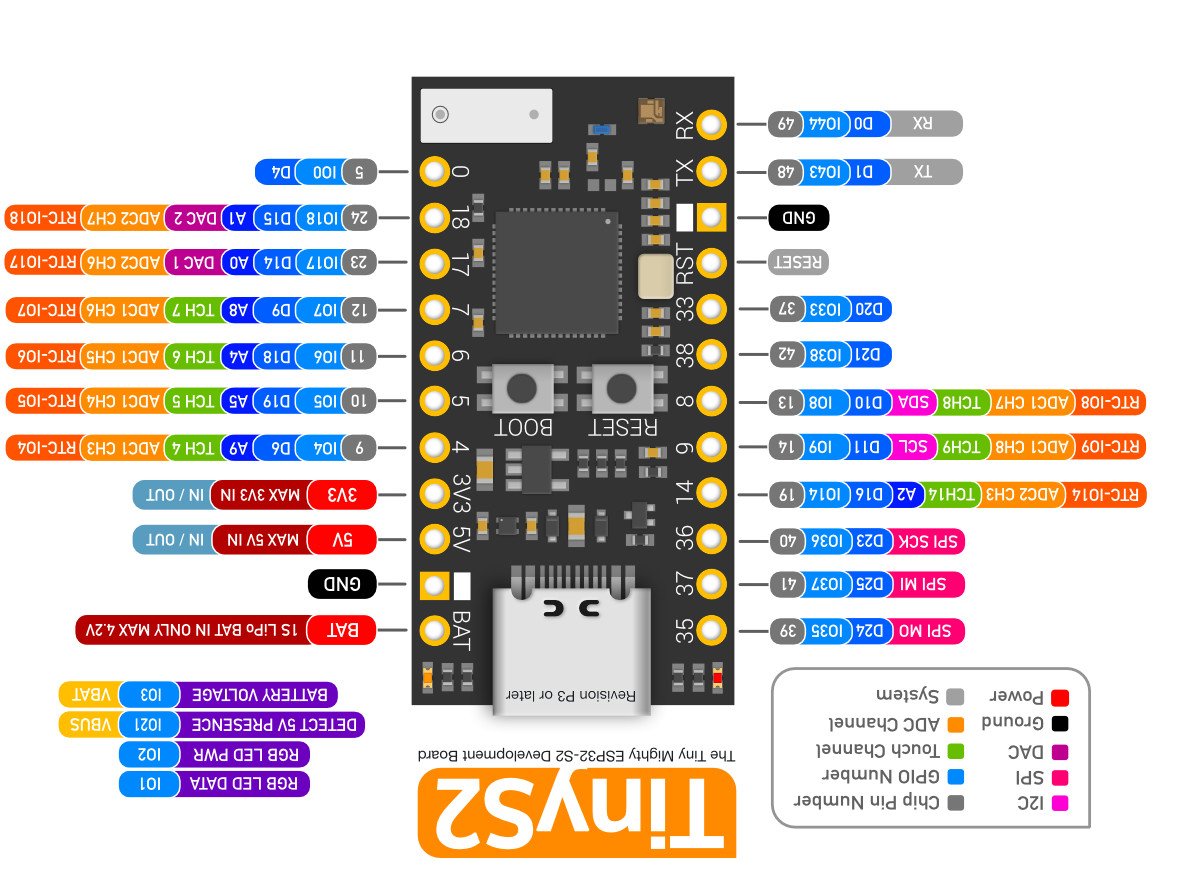 TinyS2
The Tiny Mighty ESP32-S2 Development Board
I2C Chip Pin Number
SPI GPIO Number
DAC Touch Channel
Ground ADC Channel
Power System
RGB LED DATA IO1
RGB LED PWR IO2
DETECT 5V PRESENCE IO21 VBUS
BATTERY VOLTAGE IO3 VBAT
Revision P3 or later
SPI MO D24 IO35 39
SPI MI D25 IO37 41
SPI SCK D23 IO36 40
RTC-IO14 ADC2 CH3 TCH14 A2 D16 IO14 19
RTC-IO9 ADC1 CH8 TCH9 SCL D11 IO9 14
RTC-IO8 ADC1 CH7 TCH8 SDA D10 IO8 13
D21 IO38 42
D20 IO33 37
RESET
GND
TX D1 IO43 48
RX D0 IO44 49
35
37
36
14
9
8
38
33
RST
TX
RX
RESET BOOT
BAT
5V
3V3
4
5
6
7
17
18
0
BAT 1S LiPo BAT IN ONLY MAX 4.2V
GND
5V MAX 5V IN IN / OUT
3V3 MAX 3V3 IN IN / OUT
9 IO4 D6 A9 TCH 4 ADC1 CH3 RTC-IO4
10 IO5 D19 A5 TCH 5 ADC1 CH4 RTC-IO5
11 IO6 D18 A4 TCH 6 ADC1 CH5 RTC-IO6
12 IO7 D9 A8 TCH 7 ADC1 CH6 RTC-IO7
23 IO17 D14 A0 DAC 1 ADC2 CH6 RTC-IO17
24 IO18 D15 A1 DAC 2 ADC2 CH7 RTC-IO18
5 IO0 D4